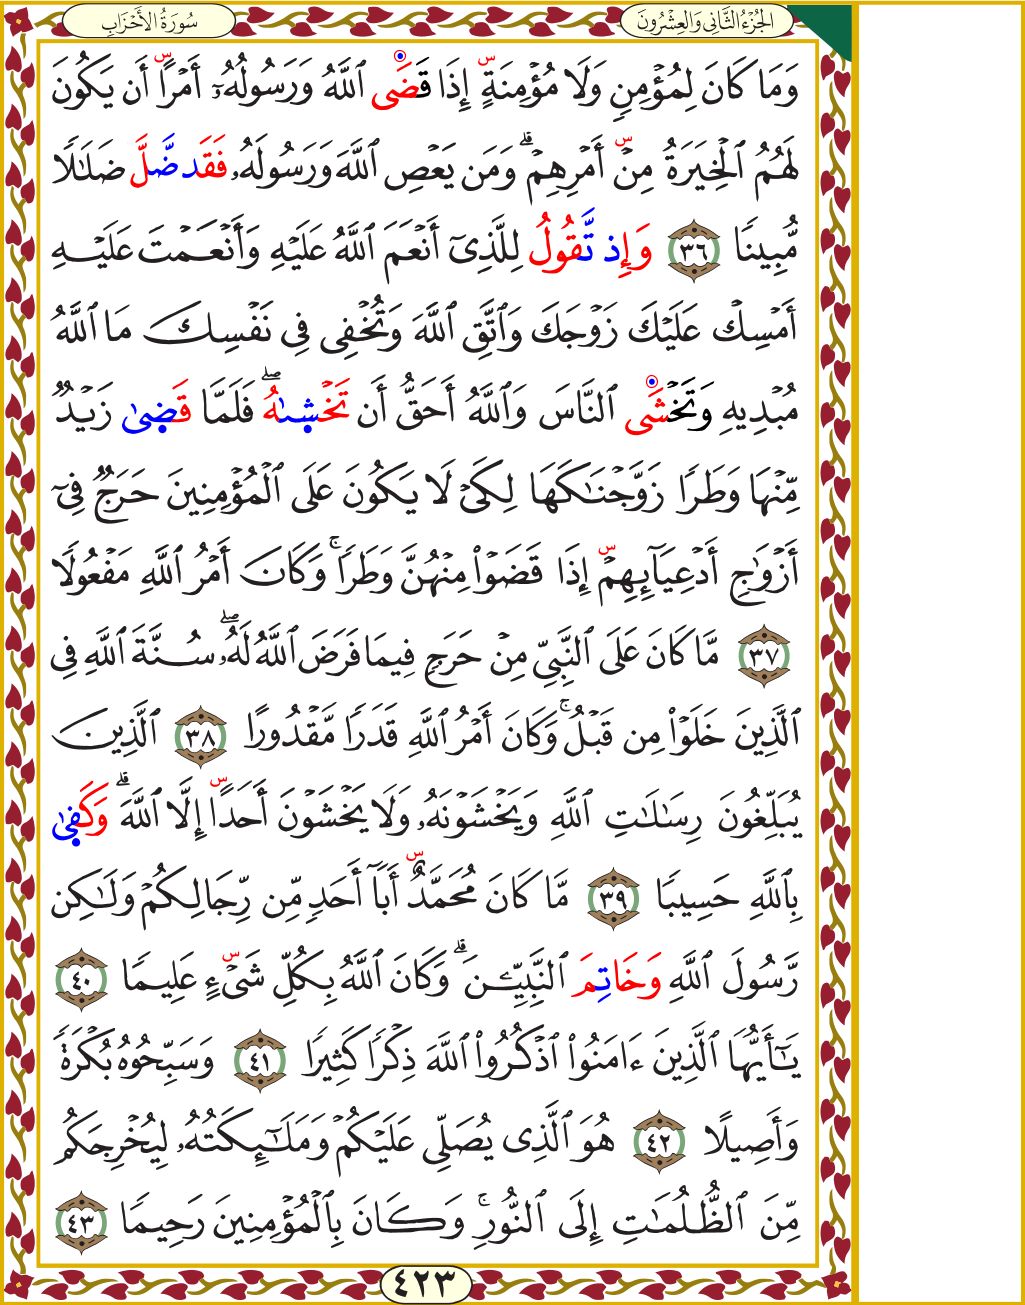 الجُزْءُ الثَّانِى وَالعِشْرُونَ
سُورَةُ الأَحْزَابِ
وَمَا كَانَ لِمُؤْمِنٍ وَلَا مُؤْمِنَةٍ إِذَا قَضَى ٱللَّهُ وَرَسُولُهُۥٓ أَمْرًا أَن يَكُونَ
لَهُمُ ٱلْخِيَرَةُ مِنْ أَمْرِهِمْ ۗ وَمَن يَعْصِ ٱللَّهَ وَرَسُولَهُۥ فَقَد ضَّلَّ ضَلَٰلًا
مُّبِينًا ٣٦ وَإِذ تَّقُولُ لِلَّذِىٓ أَنْعَمَ ٱللَّهُ عَلَيْهِ وَأَنْعَمْتَ عَلَيْهِ
أَمْسِكْ عَلَيْكَ زَوْجَكَ وَٱتَّقِ ٱللَّهَ وَتُخْفِى فِى نَفْسِكَ مَا ٱللَّهُ
مُبْدِيهِ وَتَخْشَى ٱلنَّاسَ وَٱللَّهُ أَحَقُّ أَن تَخْشىٰهُ ۖ فَلَمَّا قَضىٰ زَيْدٌ
مِّنْهَا وَطَرًا زَوَّجْنَٰكَهَا لِكَىْ لَا يَكُونَ عَلَى ٱلْمُؤْمِنِينَ حَرَجٌ فِىٓ
أَزْوَٰجِ أَدْعِيَآئِهِمْ إِذَا قَضَوْا۟ مِنْهُنَّ وَطَرًا ۚ وَكَانَ أَمْرُ ٱللَّهِ مَفْعُولًا
٣٧ مَّا كَانَ عَلَى ٱلنَّبِىِّ مِنْ حَرَجٍ فِيمَا فَرَضَ ٱللَّهُ لَهُۥ ۖ سُنَّةَ ٱللَّهِ فِى
ٱلَّذِينَ خَلَوْا۟ مِن قَبْلُ ۚ وَكَانَ أَمْرُ ٱللَّهِ قَدَرًا مَّقْدُورًا ٣٨ ٱلَّذِينَ
يُبَلِّغُونَ رِسَٰلَٰتِ ٱللَّهِ وَيَخْشَوْنَهُۥ وَلَا يَخْشَوْنَ أَحَدًا إِلَّا ٱللَّهَ ۗ وَكَفىٰ
بِٱللَّهِ حَسِيبًا ٣٩ مَّا كَانَ مُحَمَّدٌ أَبَآ أَحَدٍ مِّن رِّجَالِكُمْ وَلَٰكِن
رَّسُولَ ٱللَّهِ وَخَاتِمَ ٱلنَّبِيِّۦنَ ۗ وَكَانَ ٱللَّهُ بِكُلِّ شَىْءٍ عَلِيمًا ٤٠
يَٰٓأَيُّهَا ٱلَّذِينَ ءَامَنُوا۟ ٱذْكُرُوا۟ ٱللَّهَ ذِكْرًا كَثِيرًا ٤١ وَسَبِّحُوهُ بُكْرَةً
وَأَصِيلًا ٤٢ هُوَ ٱلَّذِى يُصَلِّى عَلَيْكُمْ وَمَلَٰٓئِكَتُهُۥ لِيُخْرِجَكُم
مِّنَ ٱلظُّلُمَٰتِ إِلَى ٱلنُّورِ ۚ وَكَانَ بِٱلْمُؤْمِنِينَ رَحِيمًا ٤٣
٤٢٣